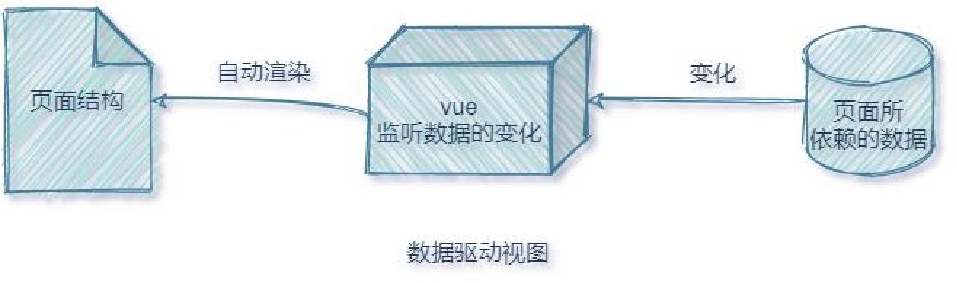 自动渲染
变化
页面结构
vue
监听数据的变化
页面所
依赖的数据
数据驱动视图